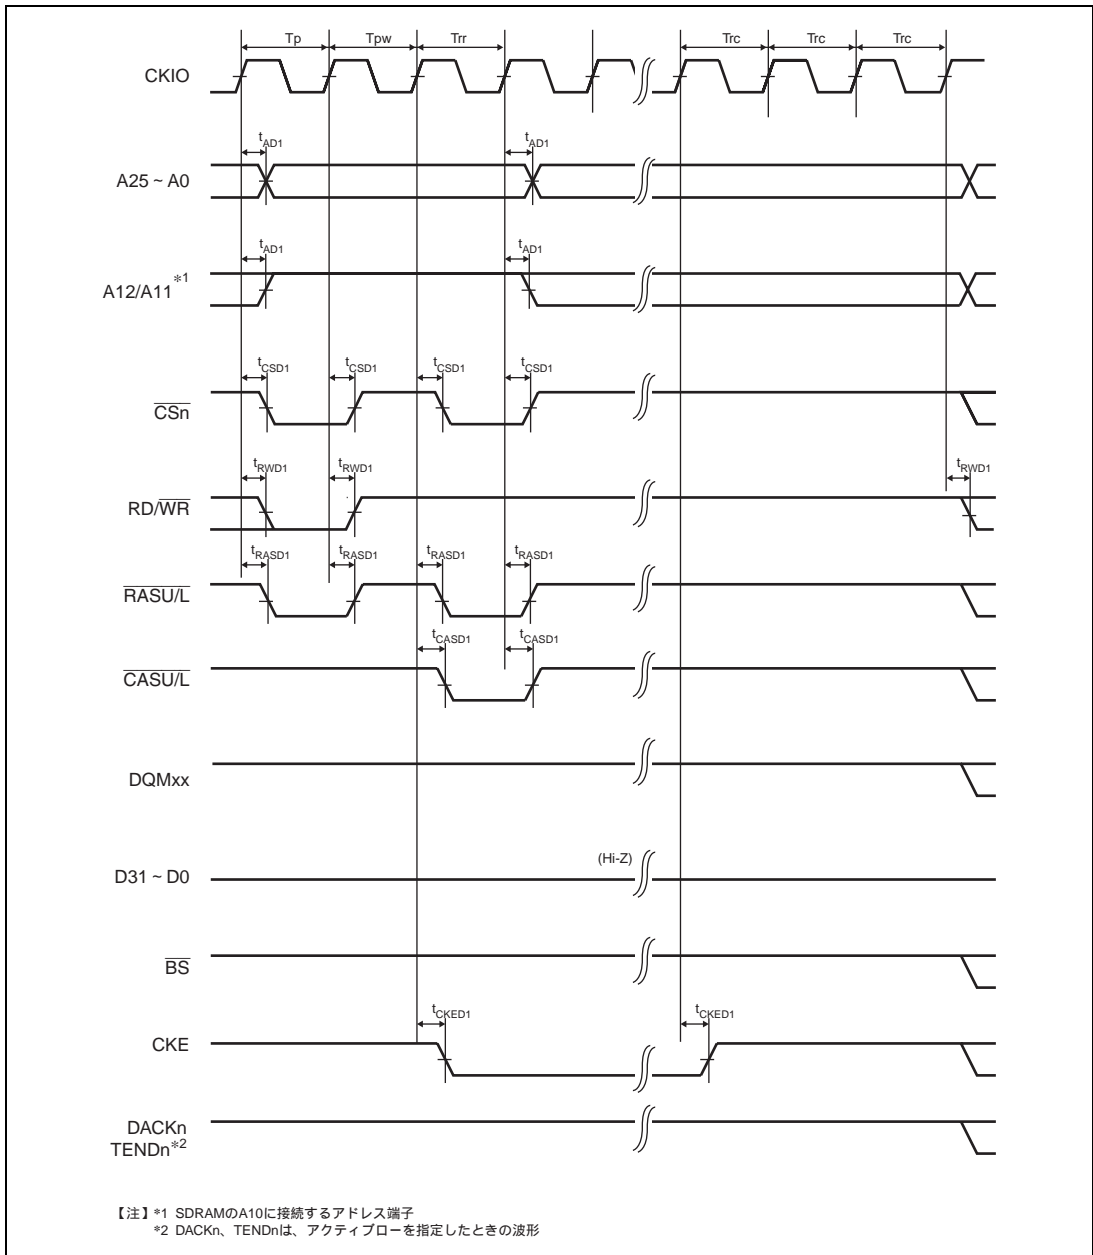 Tp Tpw Trr Trc Trc Trc
CKIO
tAD1 tAD1
A25 ~ A0
tAD1 tAD1
A12/A11*1
tCSD1 tCSD1 tCSD1 tCSD1
CSn
tRWD1 tRWD1 tRWD1
RD/WR
tRASD1 tRASD1 tRASD1 tRASD1
RASU/L
tCASD1 tCASD1
CASU/L
DQMxx
(Hi-Z)
D31 ~ D0
BS
tCKED1 tCKED1
CKE
DACKn
TENDn*2
【注】*1 SDRAMのA10に接続するアドレス端子
*2 DACKn、TENDnは、アクティブローを指定したときの波形